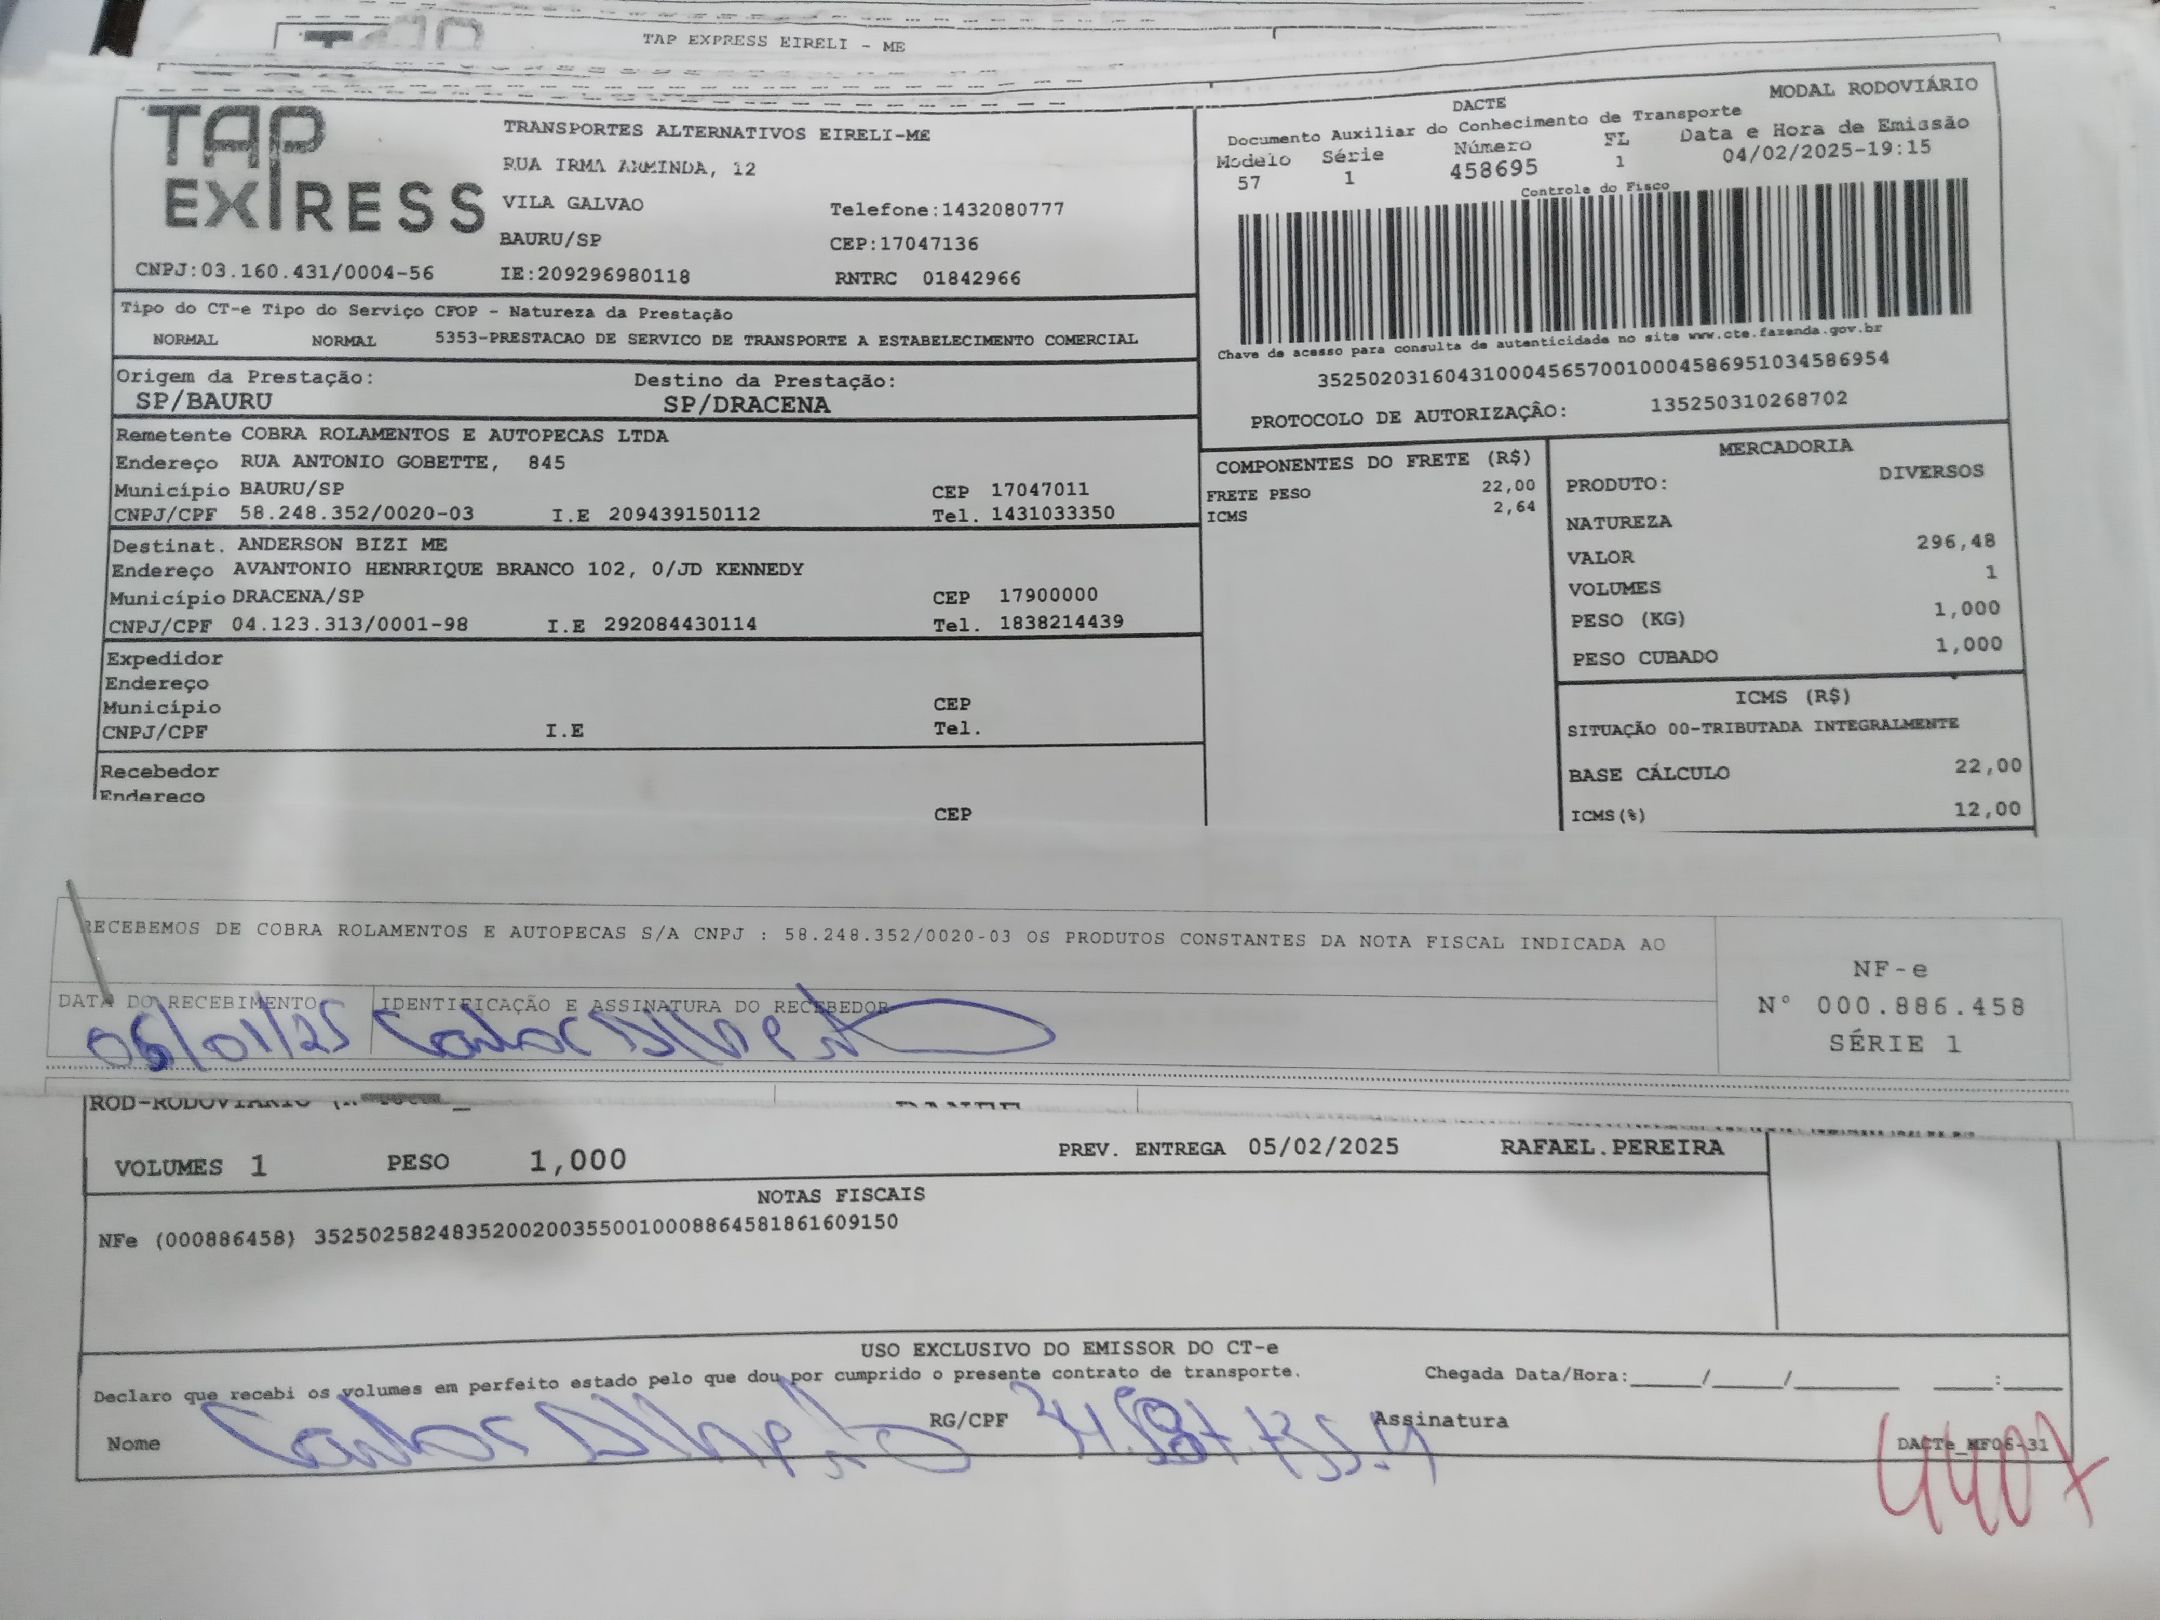 TAP EXPRESS EIRELI - ME
TAP EXPRESS
TRANSPORTES ALTERNATIVOS EIRELI-ME
RUA IRMA ARMINDA, 12
VILA GALVAO Telefone:1432080777
BAURU/SP CEP:17047136
CNPJ:03.160.431/0004-56 IE:209296980118 RNTRC 01842966
MODAL RODOVIÁRIO
DACTE
Documento Auxiliar do Conhecimento de Transporte
Modelo Série Número FL Data e Hora de Emissão
57 1 458695 1 04/02/2025-19:15
Controle do Fisco
Chave de acesso para consulta de autenticidade no site www.cte.fazenda.gov.br
35250203160431000456570010004586951034586954
PROTOCOLO DE AUTORIZAÇÃO: 135250310268702
Tipo do CT-e Tipo do Serviço CFOP - Natureza da Prestação
NORMAL NORMAL 5353-PRESTACAO DE SERVICO DE TRANSPORTE A ESTABELECIMENTO COMERCIAL
Origem da Prestação: Destino da Prestação:
SP/BAURU SP/DRACENA
Remetente COBRA ROLAMENTOS E AUTOPECAS LTDA
Endereço RUA ANTONIO GOBETTE, 845
Município BAURU/SP CEP 17047011
CNPJ/CPF 58.248.352/0020-03 I.E 209439150112 Tel. 1431033350
Destinat. ANDERSON BIZI ME
Endereço AVANTONIO HENRRIQUE BRANCO 102, 0/JD KENNEDY
Município DRACENA/SP CEP 17900000
CNPJ/CPF 04.123.313/0001-98 I.E 292084430114 Tel. 1838214439
Expedidor
Endereço
Município CEP
CNPJ/CPF I.E Tel.
Recebedor
Endereço
CEP
COMPONENTES DO FRETE (R$)
FRETE PESO 22,00
ICMS 2,64
MERCADORIA
PRODUTO: DIVERSOS
NATUREZA
VALOR 296,48
VOLUMES 1
PESO (KG) 1,000
PESO CUBADO 1,000
ICMS (R$)
SITUAÇÃO 00-TRIBUTADA INTEGRALMENTE
BASE CÁLCULO 22,00
ICMS(%) 12,00
RECEBEMOS DE COBRA ROLAMENTOS E AUTOPECAS S/A CNPJ : 58.248.352/0020-03 OS PRODUTOS CONSTANTES DA NOTA FISCAL INDICADA AO
DATA DO RECEBIMENTO IDENTIFICAÇÃO E ASSINATURA DO RECEBEDOR
06/01/25
NF-e
Nº 000.886.458
SÉRIE 1
ROD-RODOVIARIO
DANFE
VOLUMES 1 PESO 1,000 PREV. ENTREGA 05/02/2025 RAFAEL.PEREIRA
NOTAS FISCAIS
NFe (000886458) 35250258248352002003550010008864581861609150
USO EXCLUSIVO DO EMISSOR DO CT-e
Declaro que recebi os volumes em perfeito estado pelo que dou por cumprido o presente contrato de transporte. Chegada Data/Hora:____/____/______ ____:____
Nome RG/CPF Assinatura
DACTe_MF06-31
4407